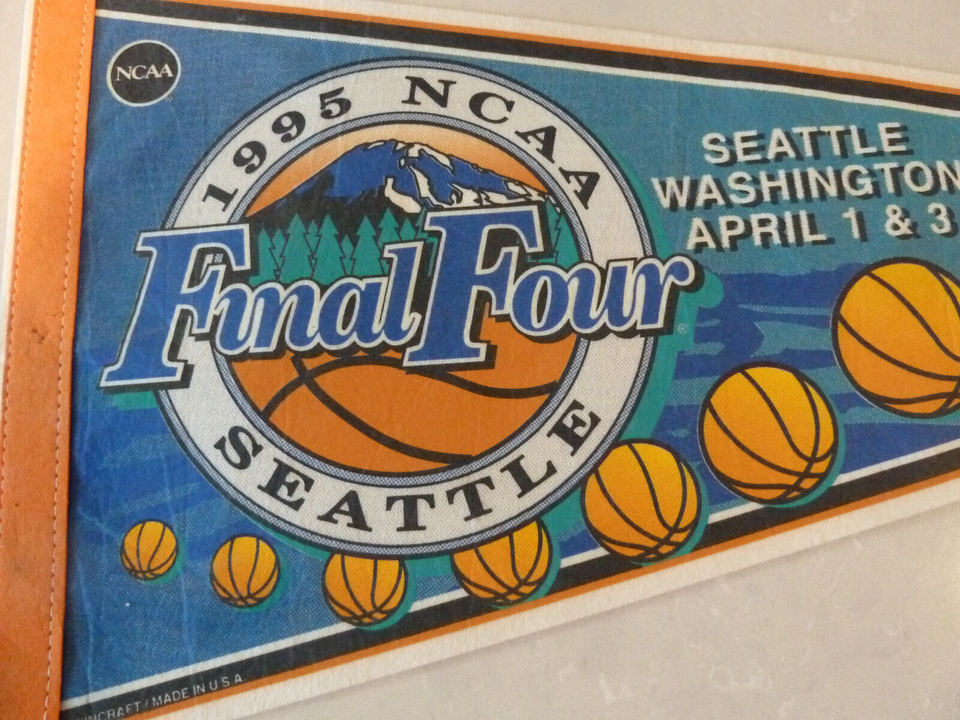 NCAA
1995 NCAA
Final Four
®
SEATTLE
SEATTLE
WASHINGTON
APRIL 1 & 3
MADE IN U.S.A.